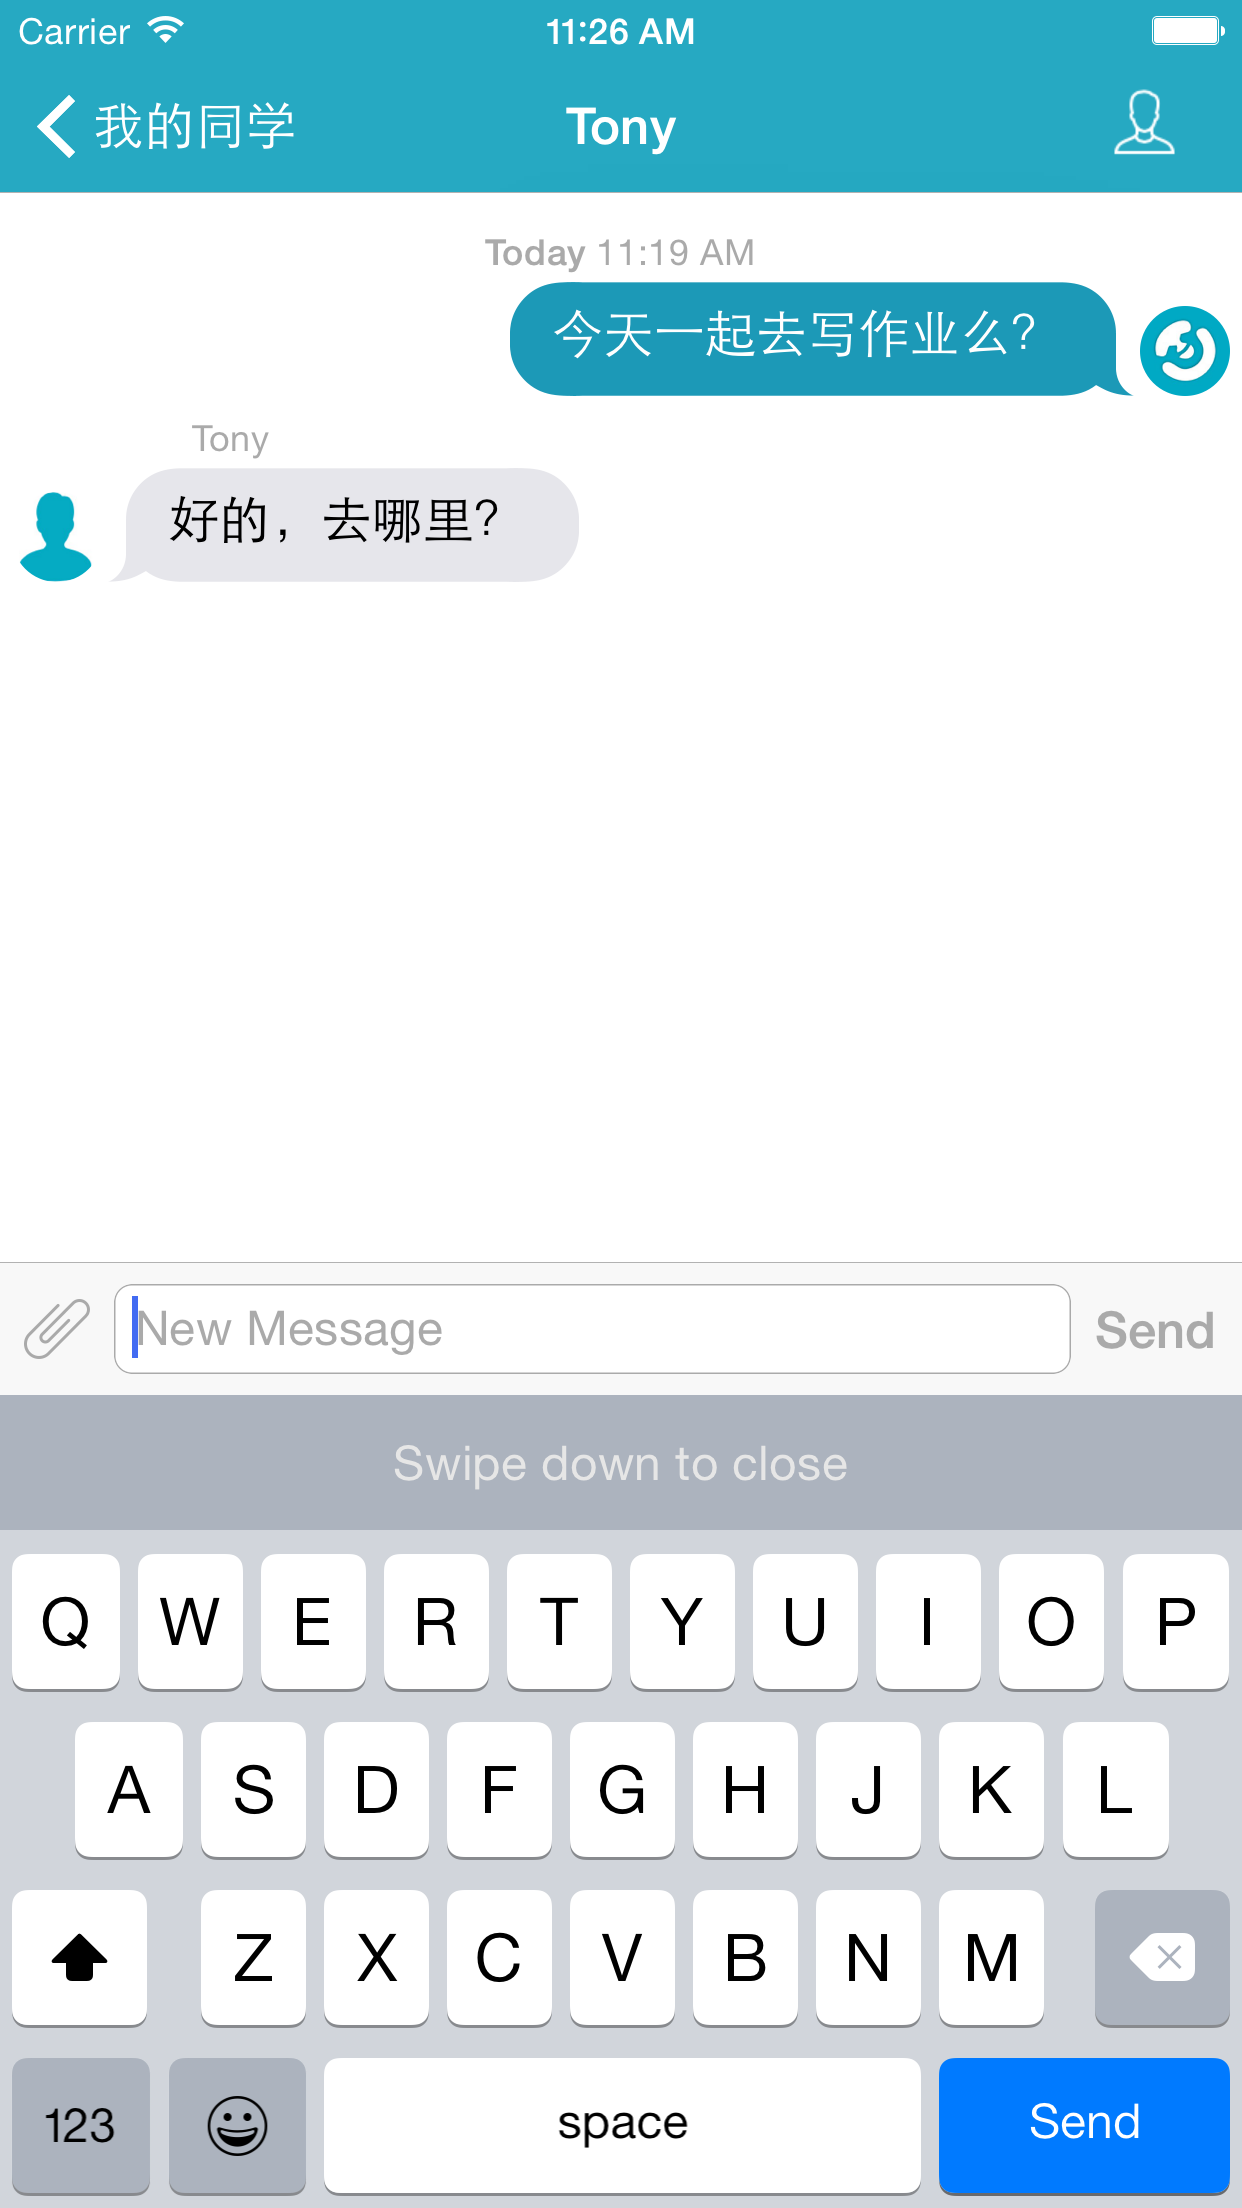 Carrier 11:26 AM
我的同学 Tony
Today 11:19 AM
今天一起去写作业么？
Tony
好的，去哪里？
New Message Send
Swipe down to close
Q W E R T Y U I O P
A S D F G H J K L
Z X C V B N M
123 space Send